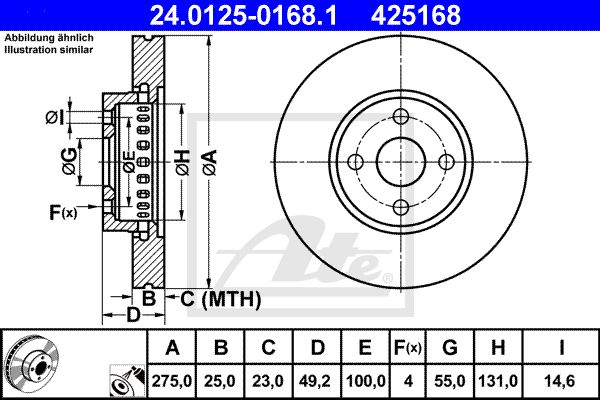 24.0125-0168.1 425168
Abbildung ähnlich
Illustration similar
ØI
ØG
ØE
ØH
ØA
F(x)
B
C (MTH)
D
Ate
A B C D E F(x) G H I
275,0 25,0 23,0 49,2 100,0 4 55,0 131,0 14,6